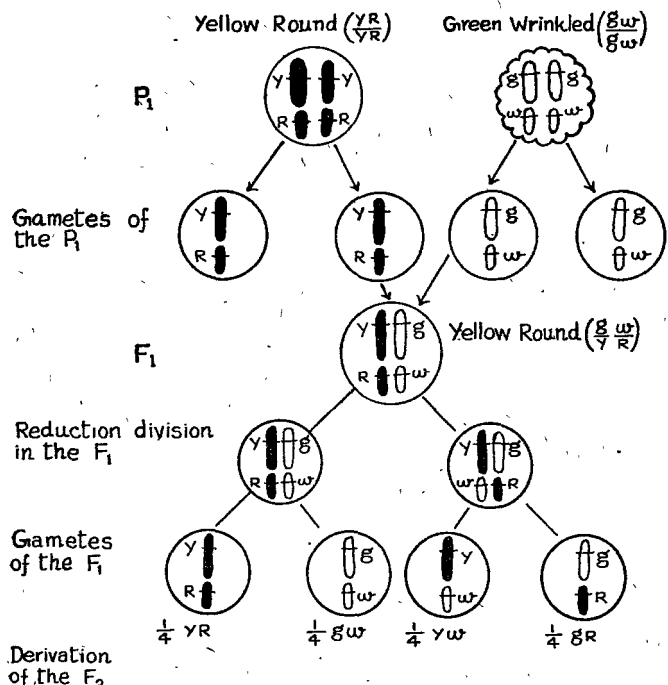 Yellow Round (YR/YR)
Green Wrinkled (gw/gw)
P₁
Y Y
R R
g g
w w
Gametes of
the P₁
Y
R
Y
R
g
w
g
w
F₁
Y g
R w
Yellow Round (g/Y w/R)
Reduction division
in the F₁
Y g
R w
Y g
w R
Gametes
of the F₁
Y
R
g
w
Y
w
g
R
1/4 YR
1/4 gw
1/4 Yw
1/4 gR
Derivation
of the F₂